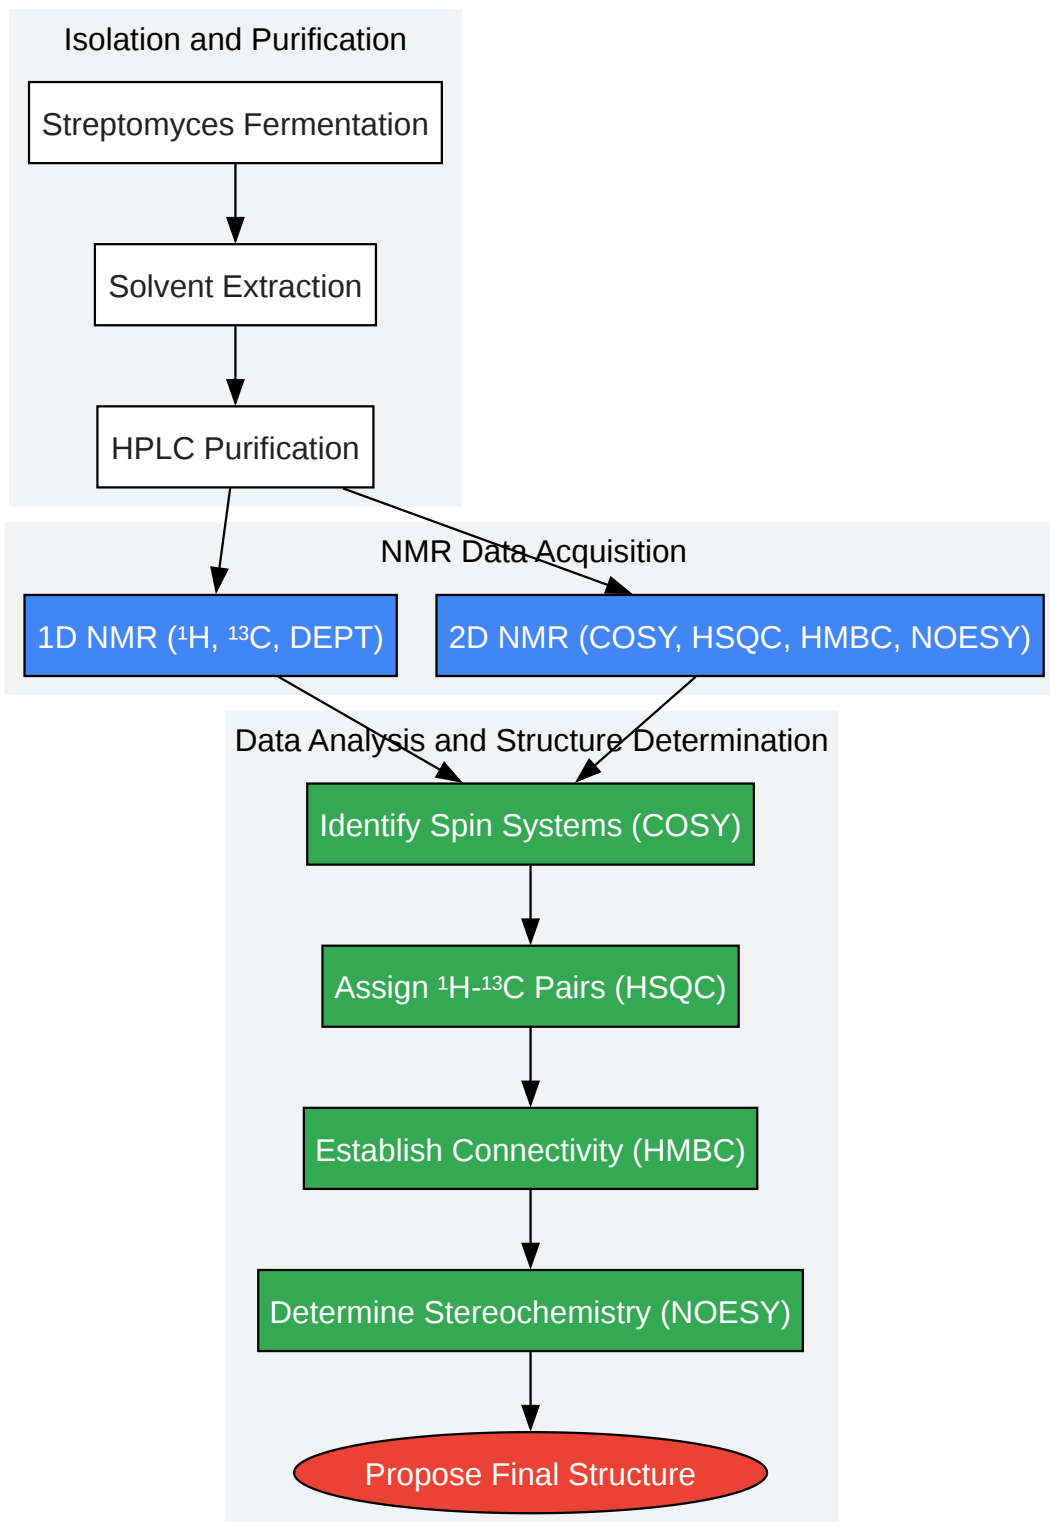 Isolation and Purification
Streptomyces Fermentation
Solvent Extraction
HPLC Purification
NMR Data Acquisition
1D NMR (¹H, ¹³C, DEPT)
2D NMR (COSY, HSQC, HMBC, NOESY)
Data Analysis and Structure Determination
Identify Spin Systems (COSY)
Assign ¹H-¹³C Pairs (HSQC)
Establish Connectivity (HMBC)
Determine Stereochemistry (NOESY)
Propose Final Structure